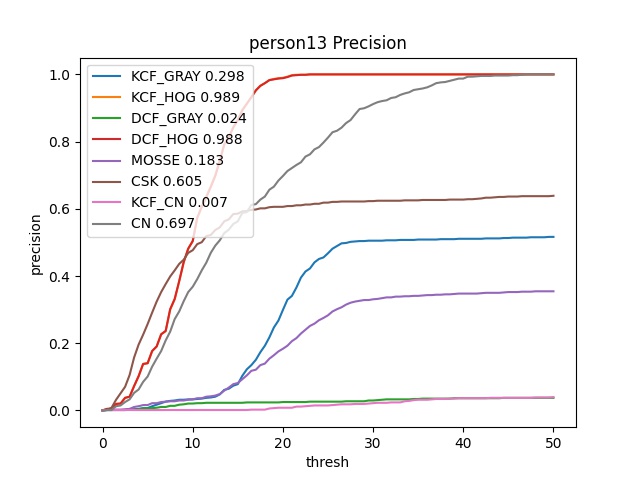 person13 Precision
KCF_GRAY 0.298
KCF_HOG 0.989
DCF_GRAY 0.024
DCF_HOG 0.988
MOSSE 0.183
CSK 0.605
KCF_CN 0.007
CN 0.697
precision
1.0
0.8
0.6
0.4
0.2
0.0
0 10 20 30 40 50
thresh